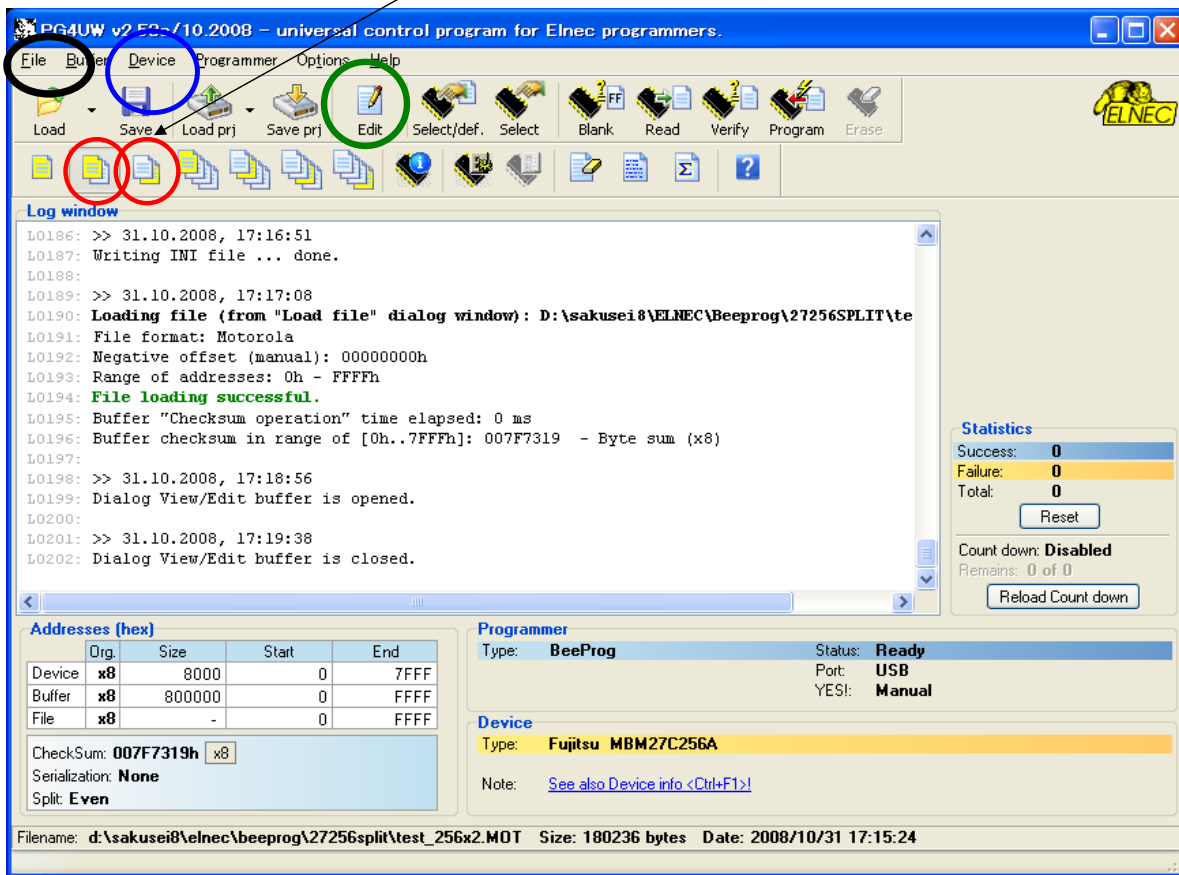 PG4UW v2.52a/10.2008 – universal control program for Elnec programmers.
File Buffer Device Programmer Options Help
Load Save Load prj Save prj Edit Select/def. Select Blank Read Verify Program Erase
ELNEC
Log window
L0186: >> 31.10.2008, 17:16:51
L0187: Writing INI file ... done.
L0188:
L0189: >> 31.10.2008, 17:17:08
L0190: Loading file (from "Load file" dialog window): D:\sakusei8\ELNEC\Beeprog\27256SPLIT\te
L0191: File format: Motorola
L0192: Negative offset (manual): 00000000h
L0193: Range of addresses: 0h - FFFFh
L0194: File loading successful.
L0195: Buffer "Checksum operation" time elapsed: 0 ms
L0196: Buffer checksum in range of [0h..7FFFh]: 007F7319 - Byte sum (x8)
L0197:
L0198: >> 31.10.2008, 17:18:56
L0199: Dialog View/Edit buffer is opened.
L0200:
L0201: >> 31.10.2008, 17:19:38
L0202: Dialog View/Edit buffer is closed.
Statistics
Success: 0
Failure: 0
Total: 0
Reset
Count down: Disabled
Remains: 0 of 0
Reload Count down
Addresses (hex)
Org. Size Start End
Device x8 8000 0 7FFF
Buffer x8 800000 0 FFFF
File x8 - 0 FFFF
CheckSum: 007F7319h x8
Serialization: None
Split: Even
Programmer
Type: BeeProg Status: Ready
Port: USB
YES!: Manual
Device
Type: Fujitsu MBM27C256A
Note: See also Device info <Ctrl+F1>!
Filename: d:\sakusei8\elnec\beeprog\27256split\test_256x2.MOT Size: 180236 bytes Date: 2008/10/31 17:15:24